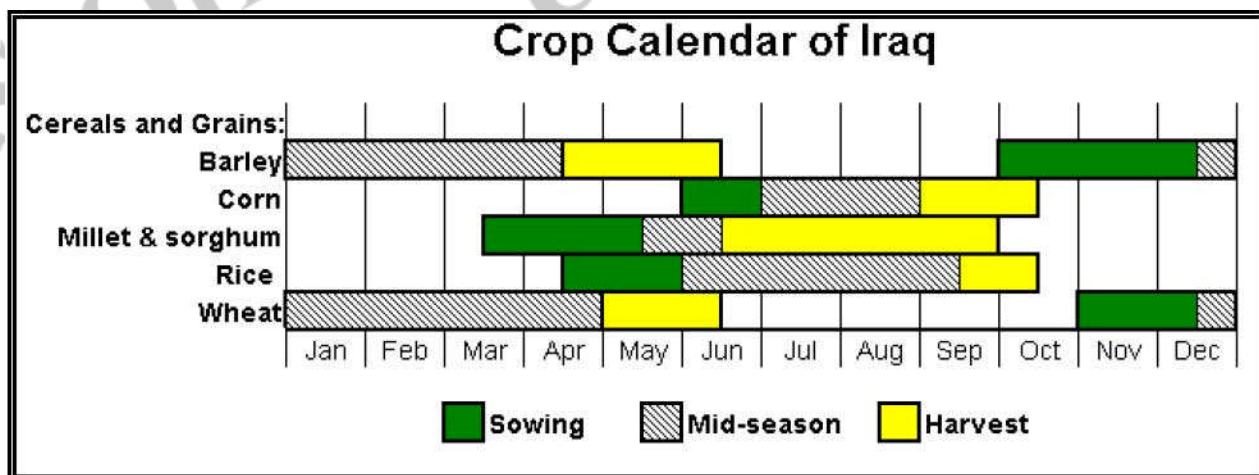 Crop Calendar of Iraq
Cereals and Grains:
Barley
Corn
Millet & sorghum
Rice
Wheat
Jan Feb Mar Apr May Jun Jul Aug Sep Oct Nov Dec
Sowing Mid-season Harvest